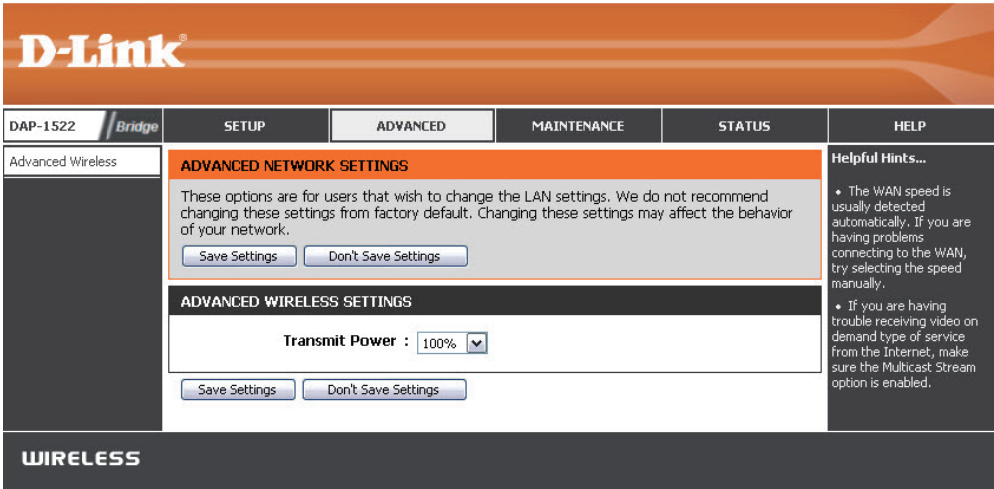 D-Link®
DAP-1522 Bridge SETUP ADVANCED MAINTENANCE STATUS HELP
Advanced Wireless
ADVANCED NETWORK SETTINGS
These options are for users that wish to change the LAN settings. We do not recommend
changing these settings from factory default. Changing these settings may affect the behavior
of your network.
Save Settings Don't Save Settings
ADVANCED WIRELESS SETTINGS
Transmit Power : 100%
Save Settings Don't Save Settings
Helpful Hints...
• The WAN speed is
usually detected
automatically. If you are
having problems
connecting to the WAN,
try selecting the speed
manually.
• If you are having
trouble receiving video on
demand type of service
from the Internet, make
sure the Multicast Stream
option is enabled.
WIRELESS